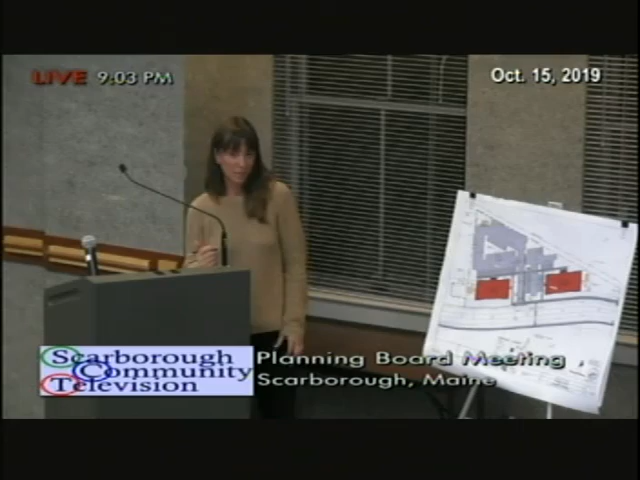 LIVE 9:03 PM
Oct. 15, 2019
Scarborough
Community
Television
Planning Board Meeting
Scarborough, Maine